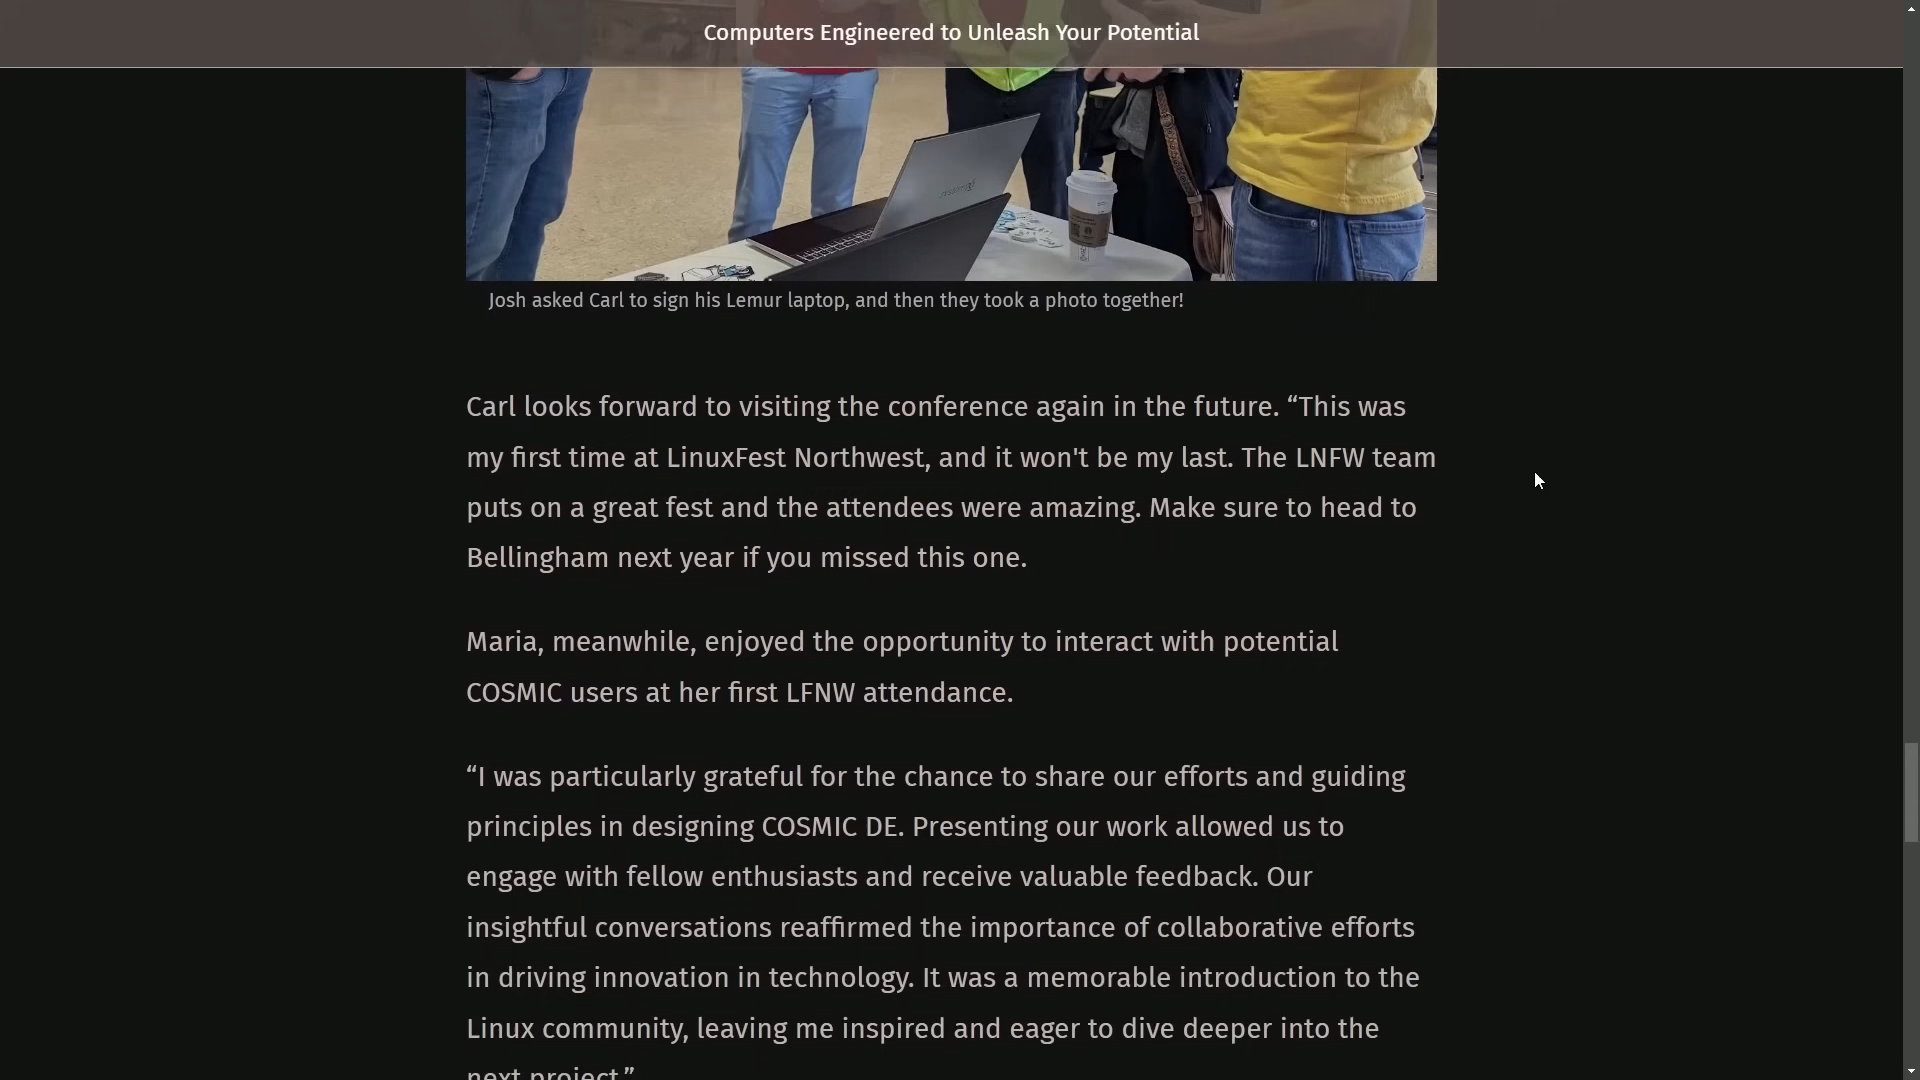 Computers Engineered to Unleash Your Potential
Josh asked Carl to sign his Lemur laptop, and then they took a photo together!
Carl looks forward to visiting the conference again in the future. “This was
my first time at LinuxFest Northwest, and it won't be my last. The LNFW team
puts on a great fest and the attendees were amazing. Make sure to head to
Bellingham next year if you missed this one.
Maria, meanwhile, enjoyed the opportunity to interact with potential
COSMIC users at her first LFNW attendance.
“I was particularly grateful for the chance to share our efforts and guiding
principles in designing COSMIC DE. Presenting our work allowed us to
engage with fellow enthusiasts and receive valuable feedback. Our
insightful conversations reaffirmed the importance of collaborative efforts
in driving innovation in technology. It was a memorable introduction to the
Linux community, leaving me inspired and eager to dive deeper into the
next project.”